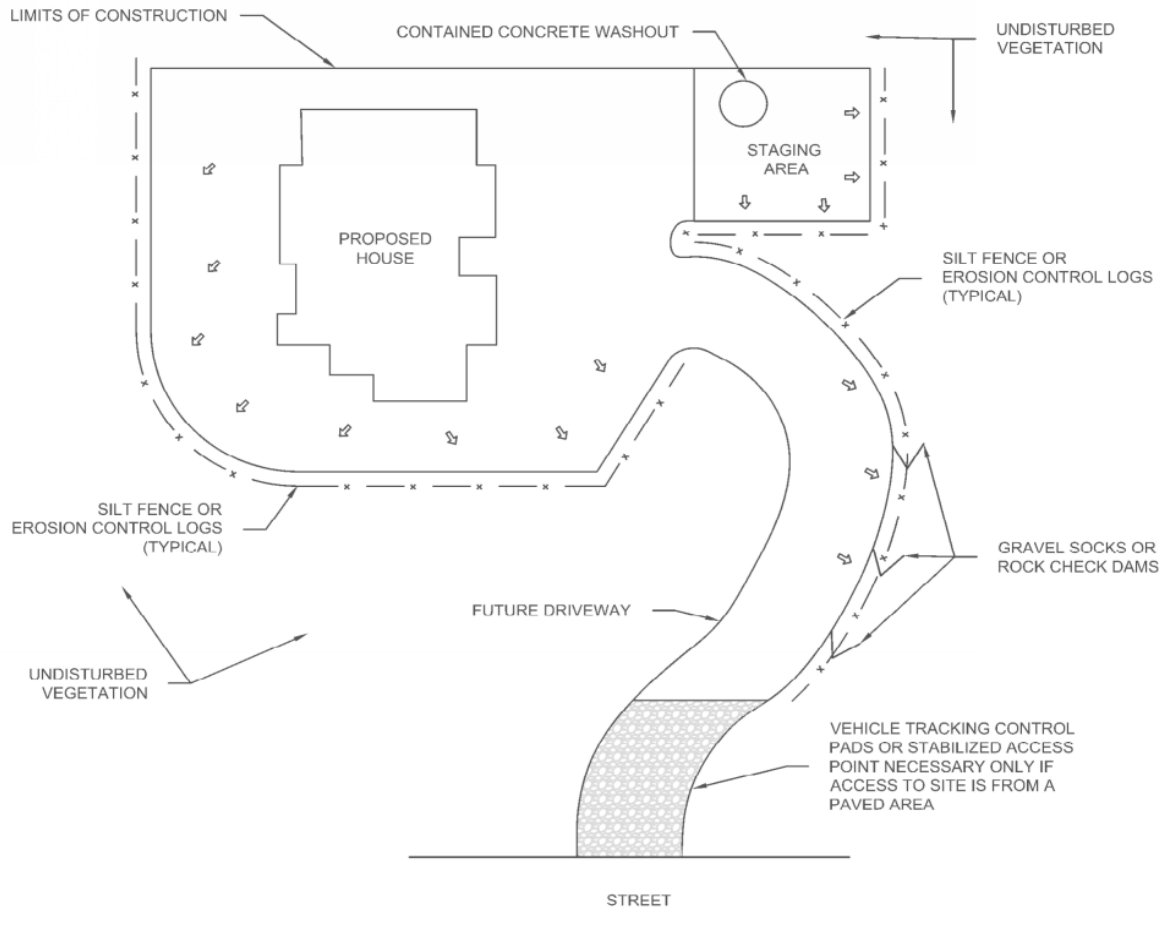 LIMITS OF CONSTRUCTION
CONTAINED CONCRETE WASHOUT
UNDISTURBED
VEGETATION
STAGING
AREA
PROPOSED
HOUSE
SILT FENCE OR
EROSION CONTROL LOGS
(TYPICAL)
SILT FENCE OR
EROSION CONTROL LOGS
(TYPICAL)
GRAVEL SOCKS OR
ROCK CHECK DAMS
FUTURE DRIVEWAY
UNDISTURBED
VEGETATION
VEHICLE TRACKING CONTROL
PADS OR STABILIZED ACCESS
POINT NECESSARY ONLY IF
ACCESS TO SITE IS FROM A
PAVED AREA
STREET